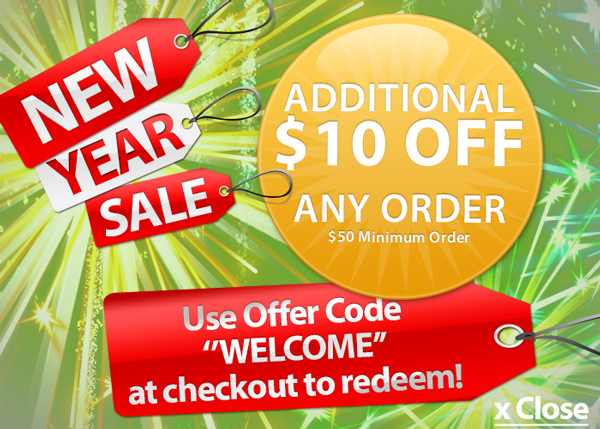 NEW
YEAR
SALE
ADDITIONAL
$10 OFF
ANY ORDER
$50 Minimum Order
Use Offer Code
“WELCOME”
at checkout to redeem!
x Close